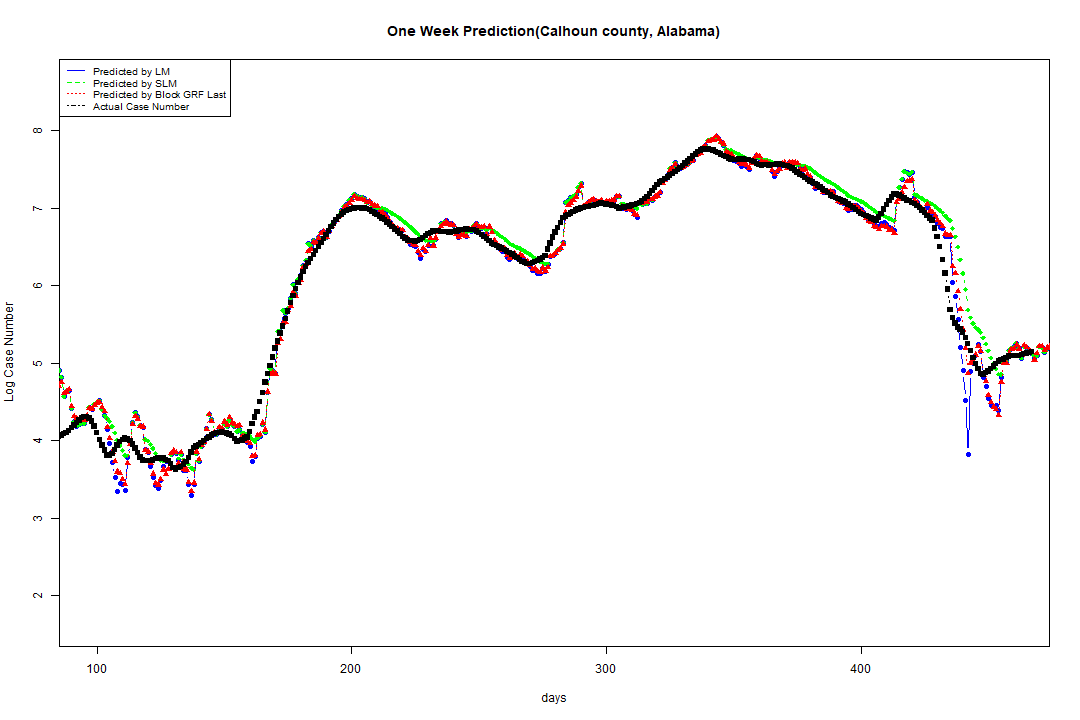 One Week Prediction(Calhoun county, Alabama)
Predicted by LM
Predicted by SLM
Predicted by Block GRF Last
Actual Case Number
8
7
6
5
4
3
2
Log Case Number
100 200 300 400
days